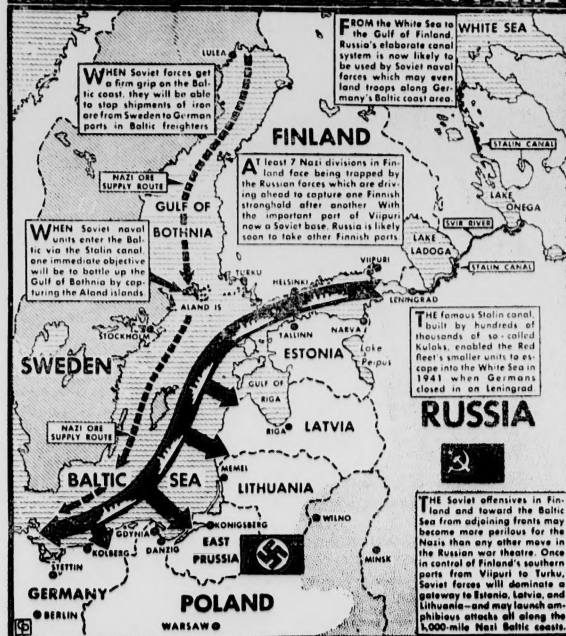 FROM the White Sea to
the Gulf of Finland,
Russia's elaborate canal
system is now likely to
be used by Soviet naval
forces which may even
land troops along Ger-
many's Baltic coast area.
WHITE SEA
LULEA
WHEN Soviet forces get
a firm grip on the Bal-
tic coast, they will be able
to stop shipments of iron
ore from Sweden to German
ports in Baltic freighters
FINLAND
STALIN CANAL
NAZI ORE
SUPPLY ROUTE
AT least 7 Nazi divisions in Fin-
land face being trapped by
the Russian forces which are driv-
ing ahead to capture one Finnish
stronghold after another With
the important port of Viipuri
now a Soviet base. Russia is likely
soon to take other Finnish ports
LAKE
ONEGA
GULF OF
BOTHNIA
SVIR RIVER
WHEN Soviet naval
units enter the Bal-
tic via the Stalin canal,
one immediate objective
will be to bottle up the
Gulf of Bothnia by cap-
turing the Aland islands
LAKE
LADOGA
VIIPURI
STALIN CANAL
TURKU
HELSINKI
LENINGRAD
ALAND IS
STOCKHOLM
TALLINN
NARVA
THE famous Stalin canal,
built by hundreds of
thousands of so-called
Kulaks, enabled the Red
fleet's smaller units to es-
cape into the White Sea in
1941 when Germans
closed in on Leningrad
ESTONIA
Lake
Peipus
SWEDEN
GULF OF
RIGA
RUSSIA
LATVIA
RIGA
NAZI ORE
SUPPLY ROUTE
MEMEL
BALTIC SEA
LITHUANIA
THE Soviet offensives in Fin-
land and toward the Baltic
Sea from adjoining fronts may
become more perilous for the
Nazis than any other move in
the Russian war theatre. Once
in control of Finland's southern
ports from Viipuri to Turku,
Soviet forces will dominate a
gateway to Estonia, Latvia, and
Lithuania—and may launch am-
phibious attacks all along the
1,000-mile Nazi Baltic coasts.
WILNO
KONIGSBERG
GDYNIA
DANZIG
EAST
PRUSSIA
KOLBERG
MINSK
STETTIN
GERMANY
POLAND
BERLIN
WARSAW
CP